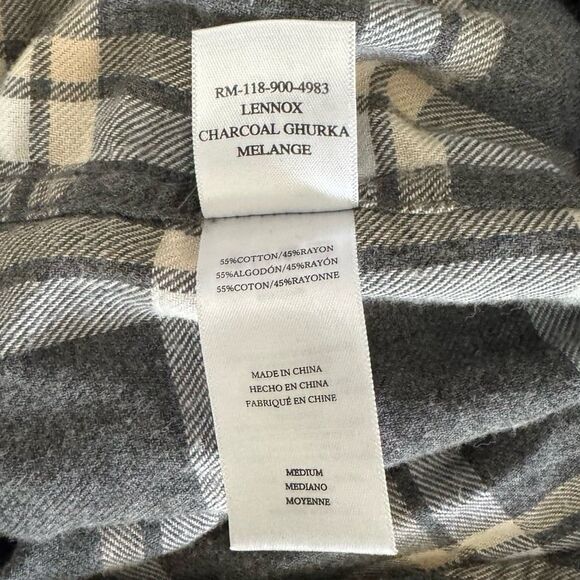 RM-118-900-4983
LENNOX
CHARCOAL GHURKA
MELANGE
55%COTTON/45%RAYON
55%ALGODÓN/45%RAYÓN
55%COTON/45%RAYONNE
MADE IN CHINA
HECHO EN CHINA
FABRIQUÉ EN CHINE
MEDIUM
MEDIANO
MOYENNE